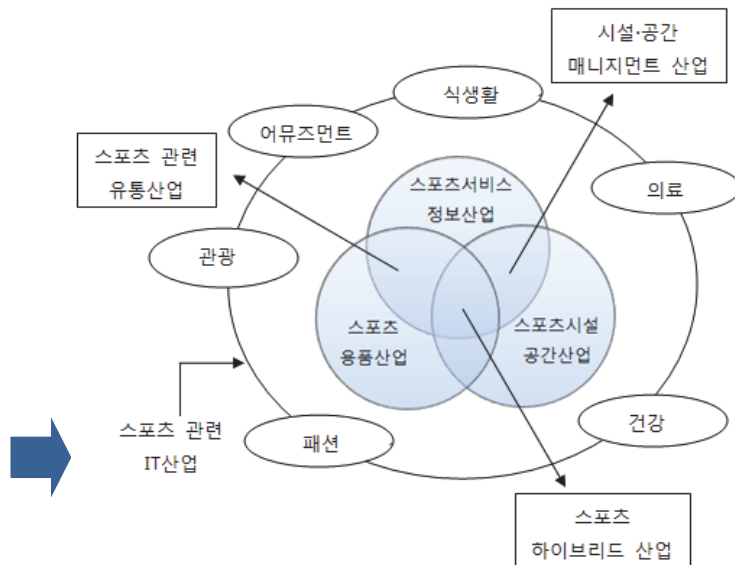 시설·공간
매니지먼트 산업
식생활
어뮤즈먼트
스포츠 관련
유통산업
스포츠서비스
정보산업
의료
관광
스포츠
용품산업
스포츠시설
공간산업
스포츠 관련
IT산업
패션
건강
스포츠
하이브리드 산업